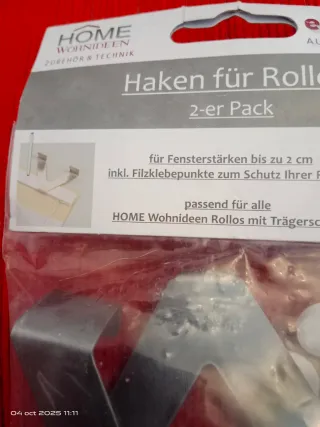 HOME
WOHNIDEEN
ZUBEHÖR & TECHNIK
Haken für Rollo
2-er Pack
für Fensterstärken bis zu 2 cm
inkl. Filzklebepunkte zum Schutz Ihrer
passend für alle
HOME Wohnideen Rollos mit Trägersc
04 oct 2025 11:11